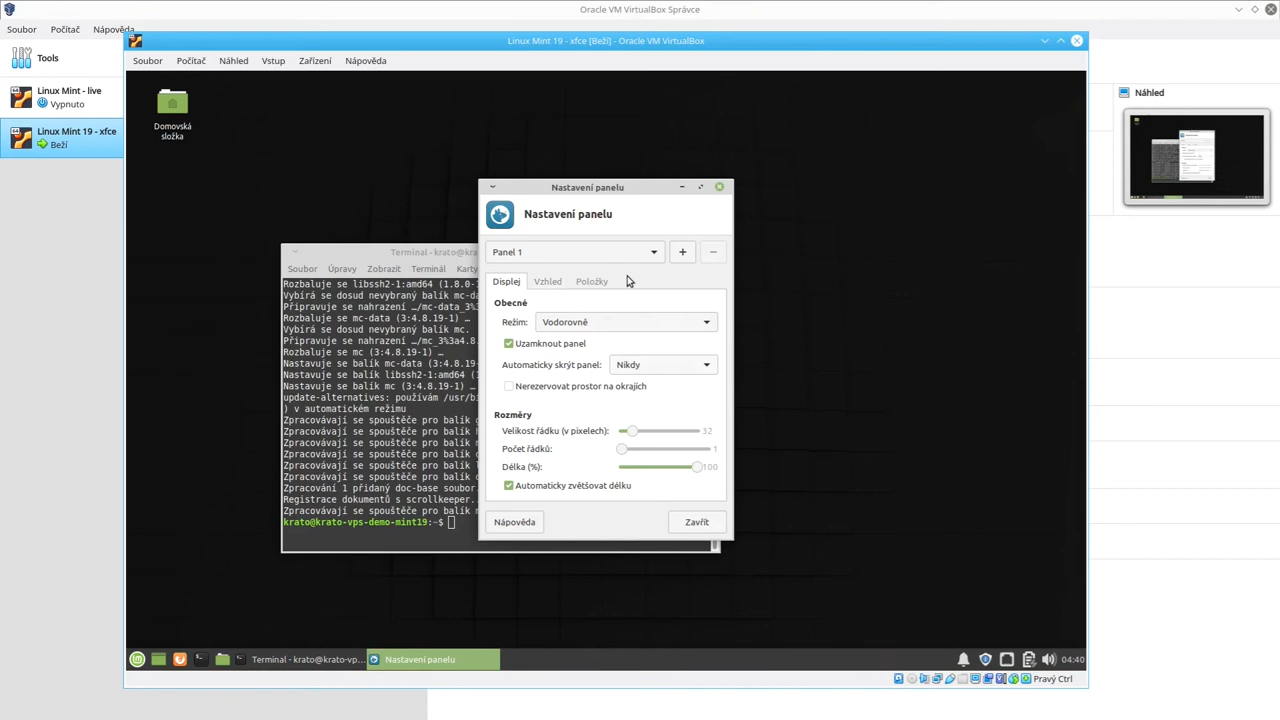 Oracle VM VirtualBox Správce
Soubor Počítač Nápověda
Tools
Linux Mint - live
Vypnuto
Linux Mint 19 - xfce
Beží
Linux Mint 19 - xfce [Beží] - Oracle VM VirtualBox
Soubor Počítač Náhled Vstup Zařízení Nápověda
Náhled
Domovská
složka
Terminal - krato@kra
Soubor Úpravy Zobrazit Terminál Karty
Rozbaluje se libssh2-1:amd64 (1.8.0-
Vybírá se dosud nevybraný balík mc-da
Připravuje se nahrazení …/mc-data_3%
Rozbaluje se mc-data (3:4.8.19-1) …
Vybírá se dosud nevybraný balík mc.
Připravuje se nahrazení …/mc_3%3a4.8.
Rozbaluje se mc (3:4.8.19-1) …
Nastavuje se balík mc-data (3:4.8.19-
Nastavuje se balík libssh2-1:amd64 (1
Nastavuje se balík mc (3:4.8.19-1) …
update-alternatives: používám /usr/bi
) v automatickém režimu
Zpracovávají se spouštěče pro balík
Zpracovávají se spouštěče pro balík
Zpracovávají se spouštěče pro balík
Zpracovávají se spouštěče pro balík
Zpracovávají se spouštěče pro balík
Zpracovávají se spouštěče pro balík
Zpracování 1 přidaný doc-base soubor
Registrace dokumentů s scrollkeeper.
Zpracovávají se spouštěče pro balík
krato@krato-vps-demo-mint19:~$
Nastavení panelu
Nastavení panelu
Panel 1
Displej Vzhled Položky
Obecné
Režim: Vodorovně
Uzamknout panel
Automaticky skrýt panel: Nikdy
Nerezervovat prostor na okrajích
Rozměry
Velikost řádku (v pixelech): 32
Počet řádků: 1
Délka (%): 100
Automaticky zvětšovat délku
Nápověda Zavřít
Terminal - krato@krato-vp… Nastavení panelu 04:40
Pravý Ctrl